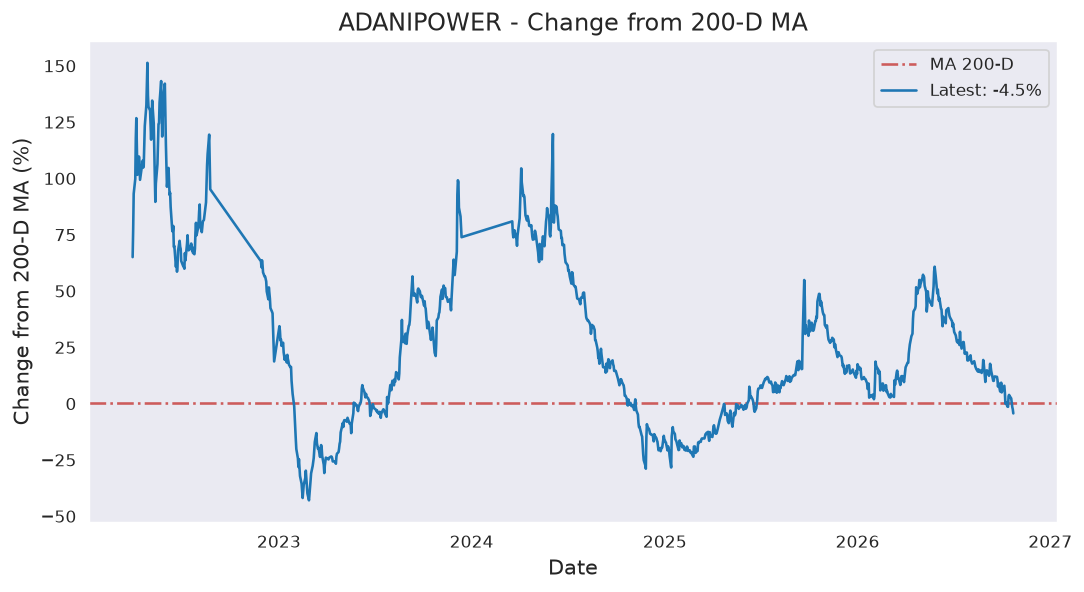 ADANIPOWER - Change from 200-D MA
MA 200-D
Latest: -4.5%
Change from 200-D MA (%)
150
125
100
75
50
25
0
−25
−50
2023
2024
2025
2026
2027
Date